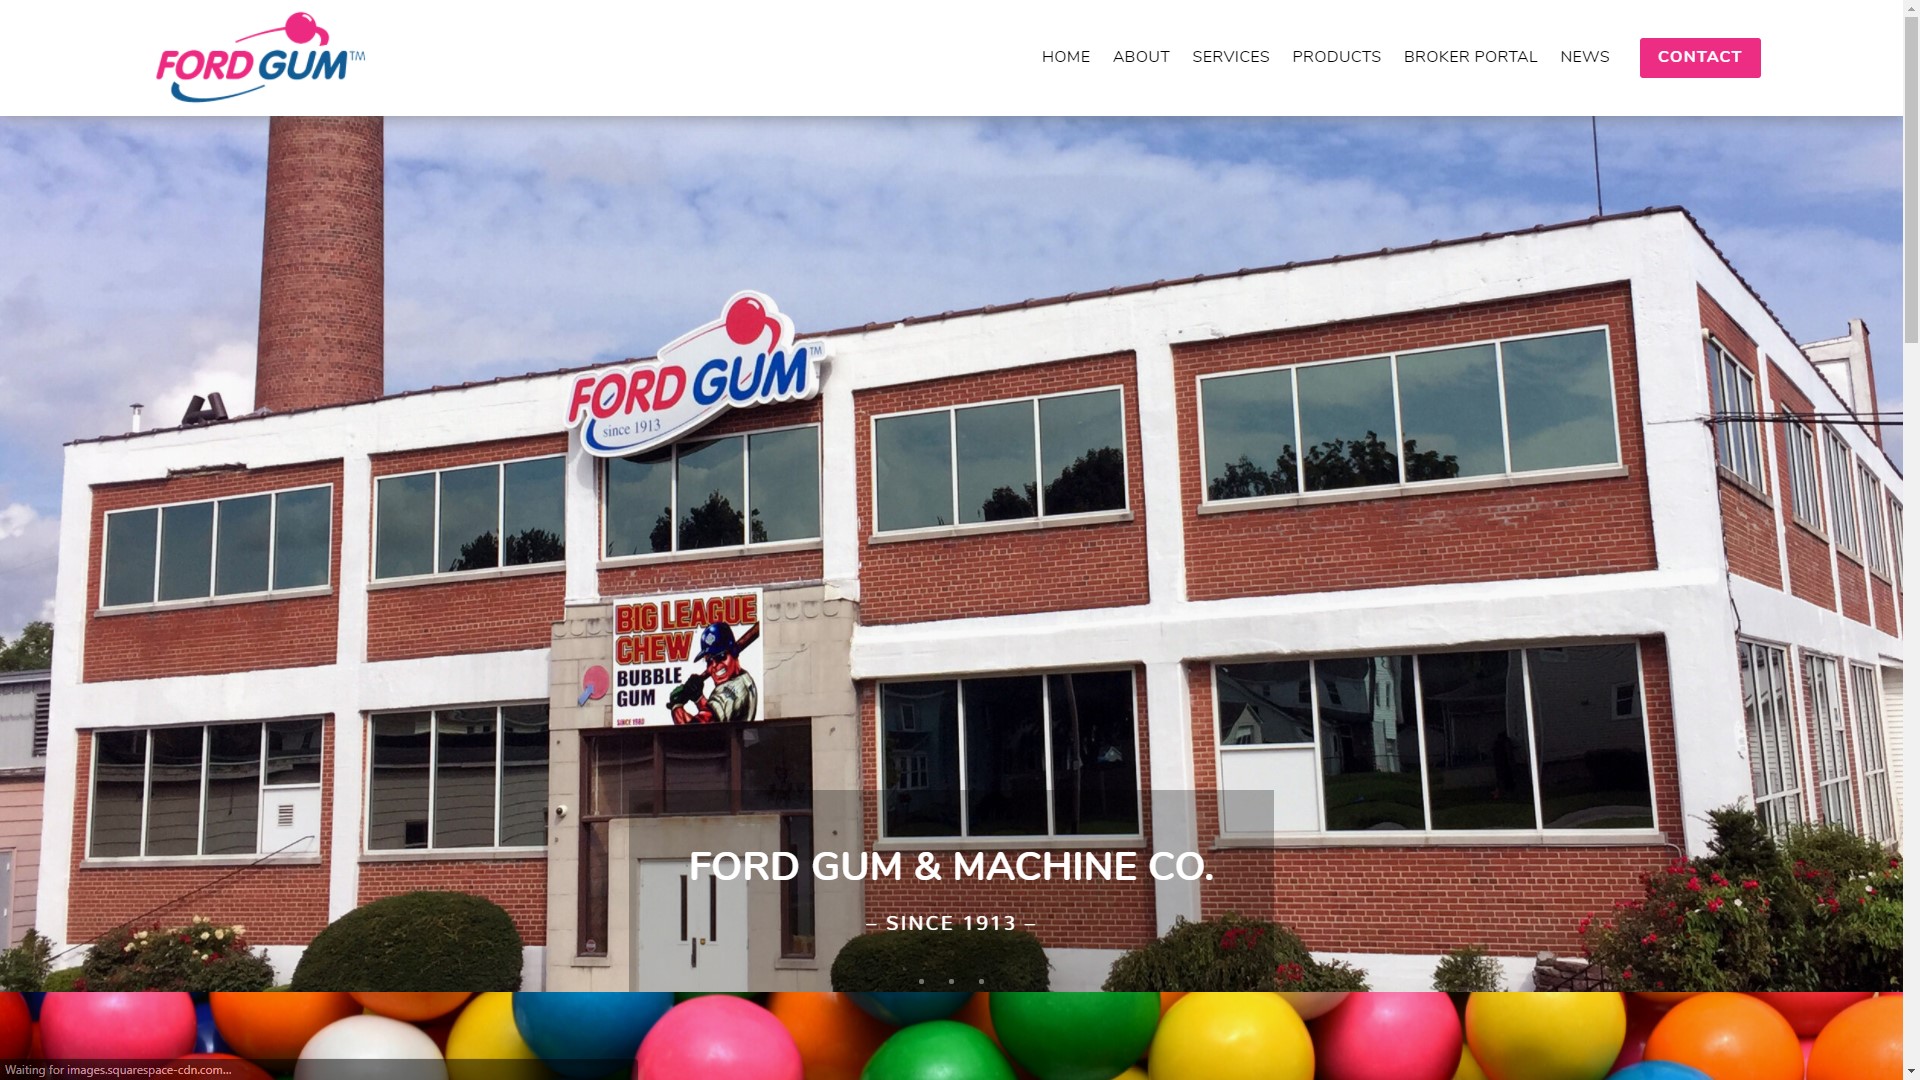 FORD GUM™
HOME ABOUT SERVICES PRODUCTS BROKER PORTAL NEWS CONTACT
FORD GUM™
since 1913
BIG LEAGUE
CHEW
BUBBLE
GUM
SINCE 1980
FORD GUM & MACHINE CO.
– SINCE 1913 –
Waiting for images.squarespace-cdn.com...